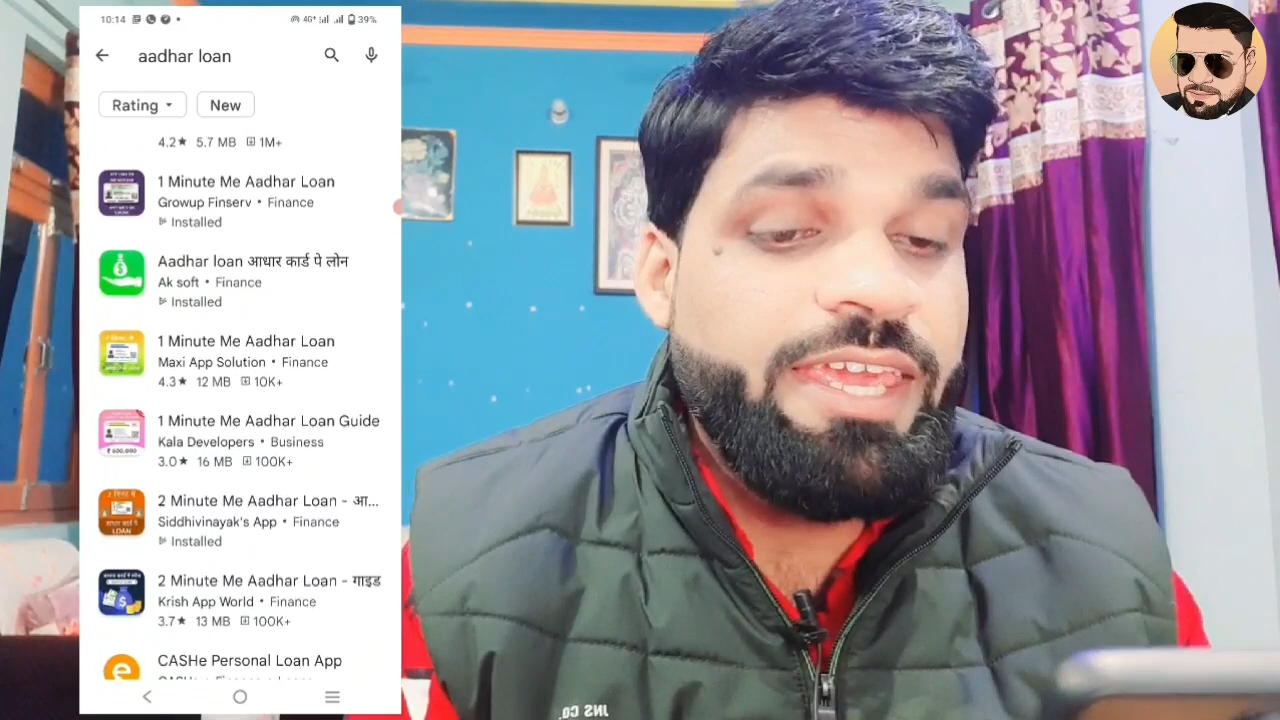 10:14
4G+
39%
aadhar loan
Rating
New
4.2★ 5.7 MB 1M+
1 Minute Me Aadhar Loan
Growup Finserv • Finance
Installed
Aadhar loan आधार कार्ड पे लोन
Ak soft • Finance
Installed
1 Minute Me Aadhar Loan
Maxi App Solution • Finance
4.3★ 12 MB 10K+
1 Minute Me Aadhar Loan Guide
Kala Developers • Business
3.0★ 16 MB 100K+
2 Minute Me Aadhar Loan - आ...
Siddhivinayak's App • Finance
Installed
2 Minute Me Aadhar Loan - गाइड
Krish App World • Finance
3.7★ 13 MB 100K+
CASHe Personal Loan App
JNS CO.